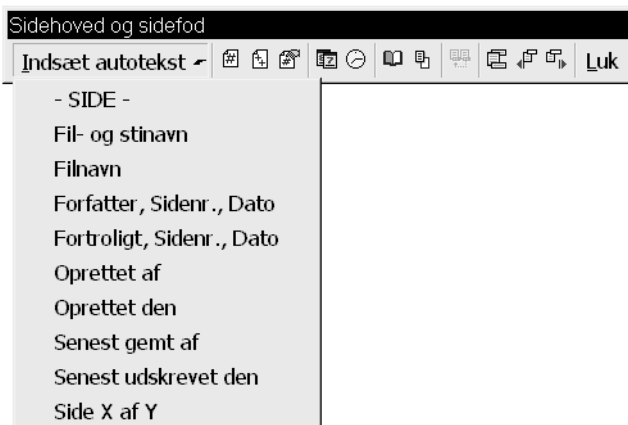 Sidehoved og sidefod
Indsæt autotekst Luk
- SIDE -
Fil- og stinavn
Filnavn
Forfatter, Sidenr., Dato
Fortroligt, Sidenr., Dato
Oprettet af
Oprettet den
Senest gemt af
Senest udskrevet den
Side X af Y